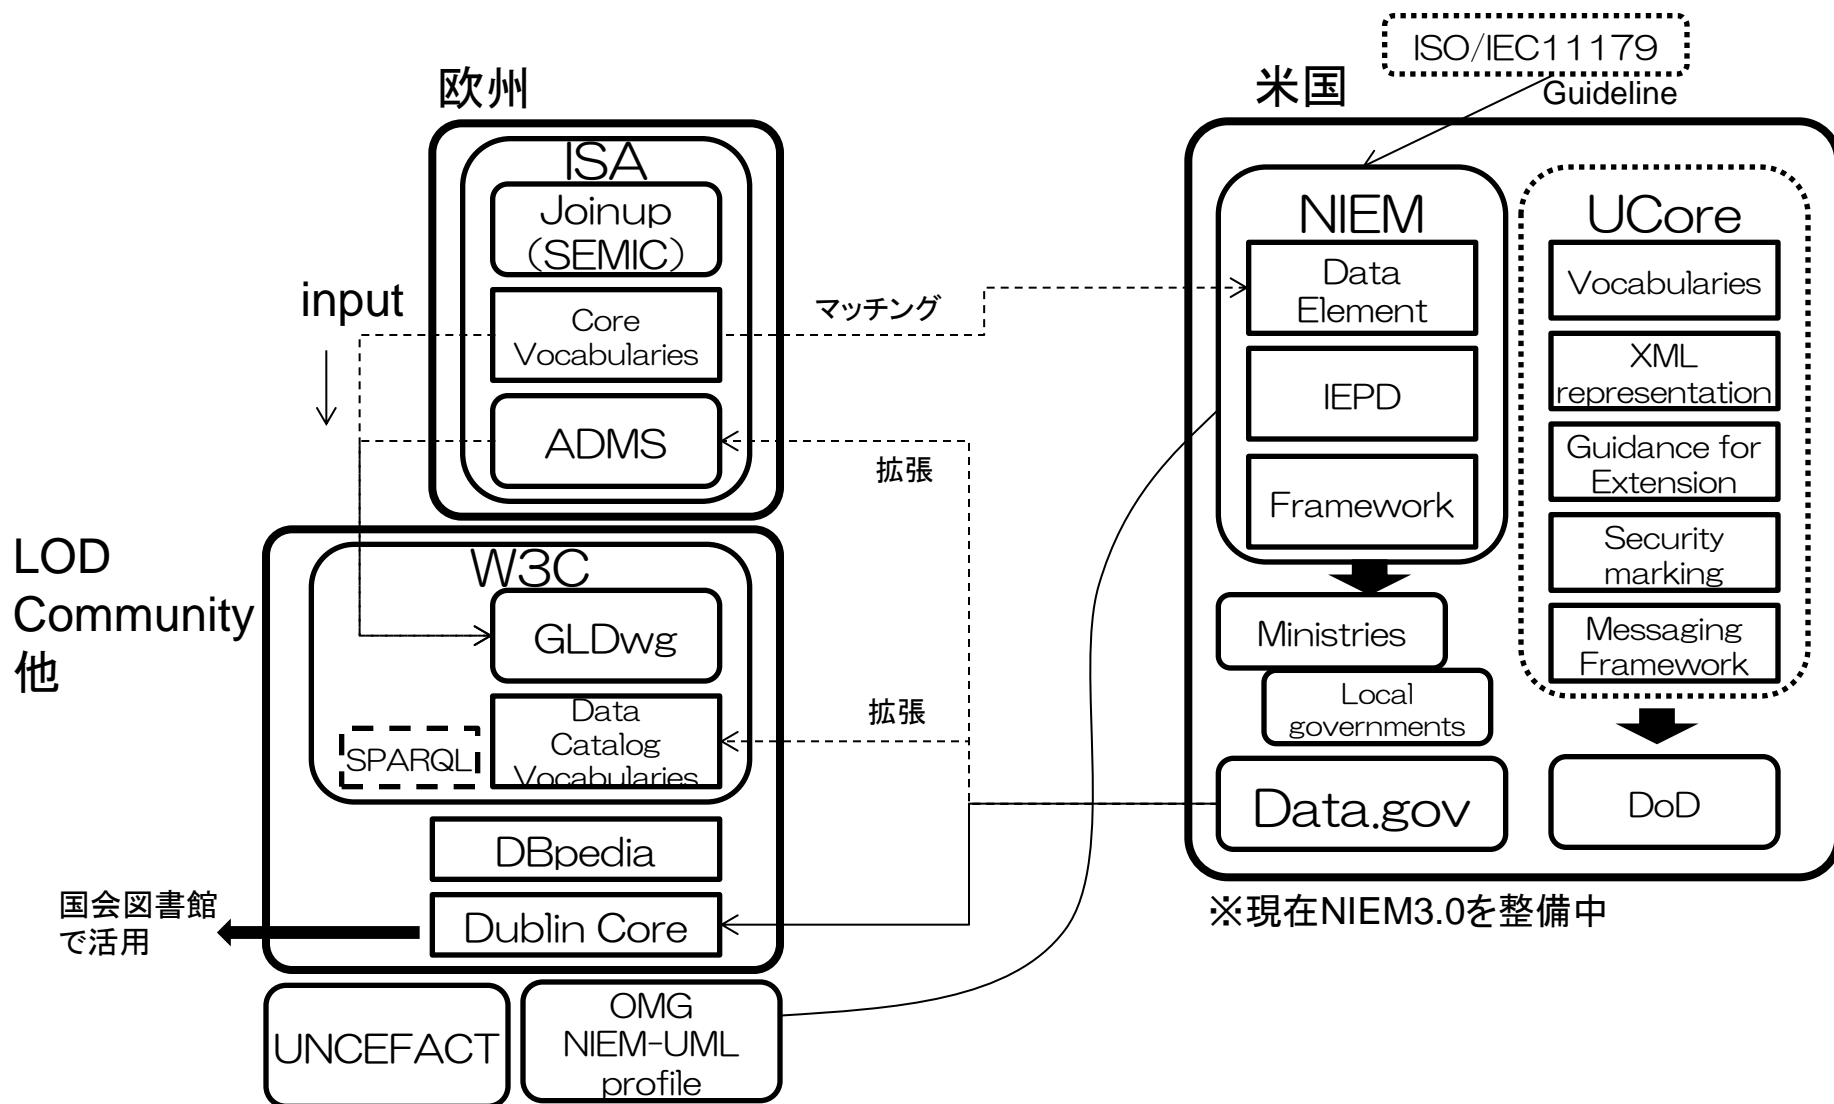 ISO/IEC11179
Guideline
欧州
米国
ISA
Joinup
（SEMIC）
Core
Vocabularies
ADMS
input
マッチング
拡張
NIEM
Data
Element
IEPD
Framework
UCore
Vocabularies
XML
representation
Guidance for
Extension
Security
marking
Messaging
Framework
LOD
Community
他
W3C
GLDwg
SPARQL
Data
Catalog
Vocabularies
拡張
DBpedia
Dublin Core
国会図書館
で活用
Ministries
Local
governments
Data.gov
DoD
※現在NIEM3.0を整備中
UNCEFACT
OMG
NIEM-UML
profile